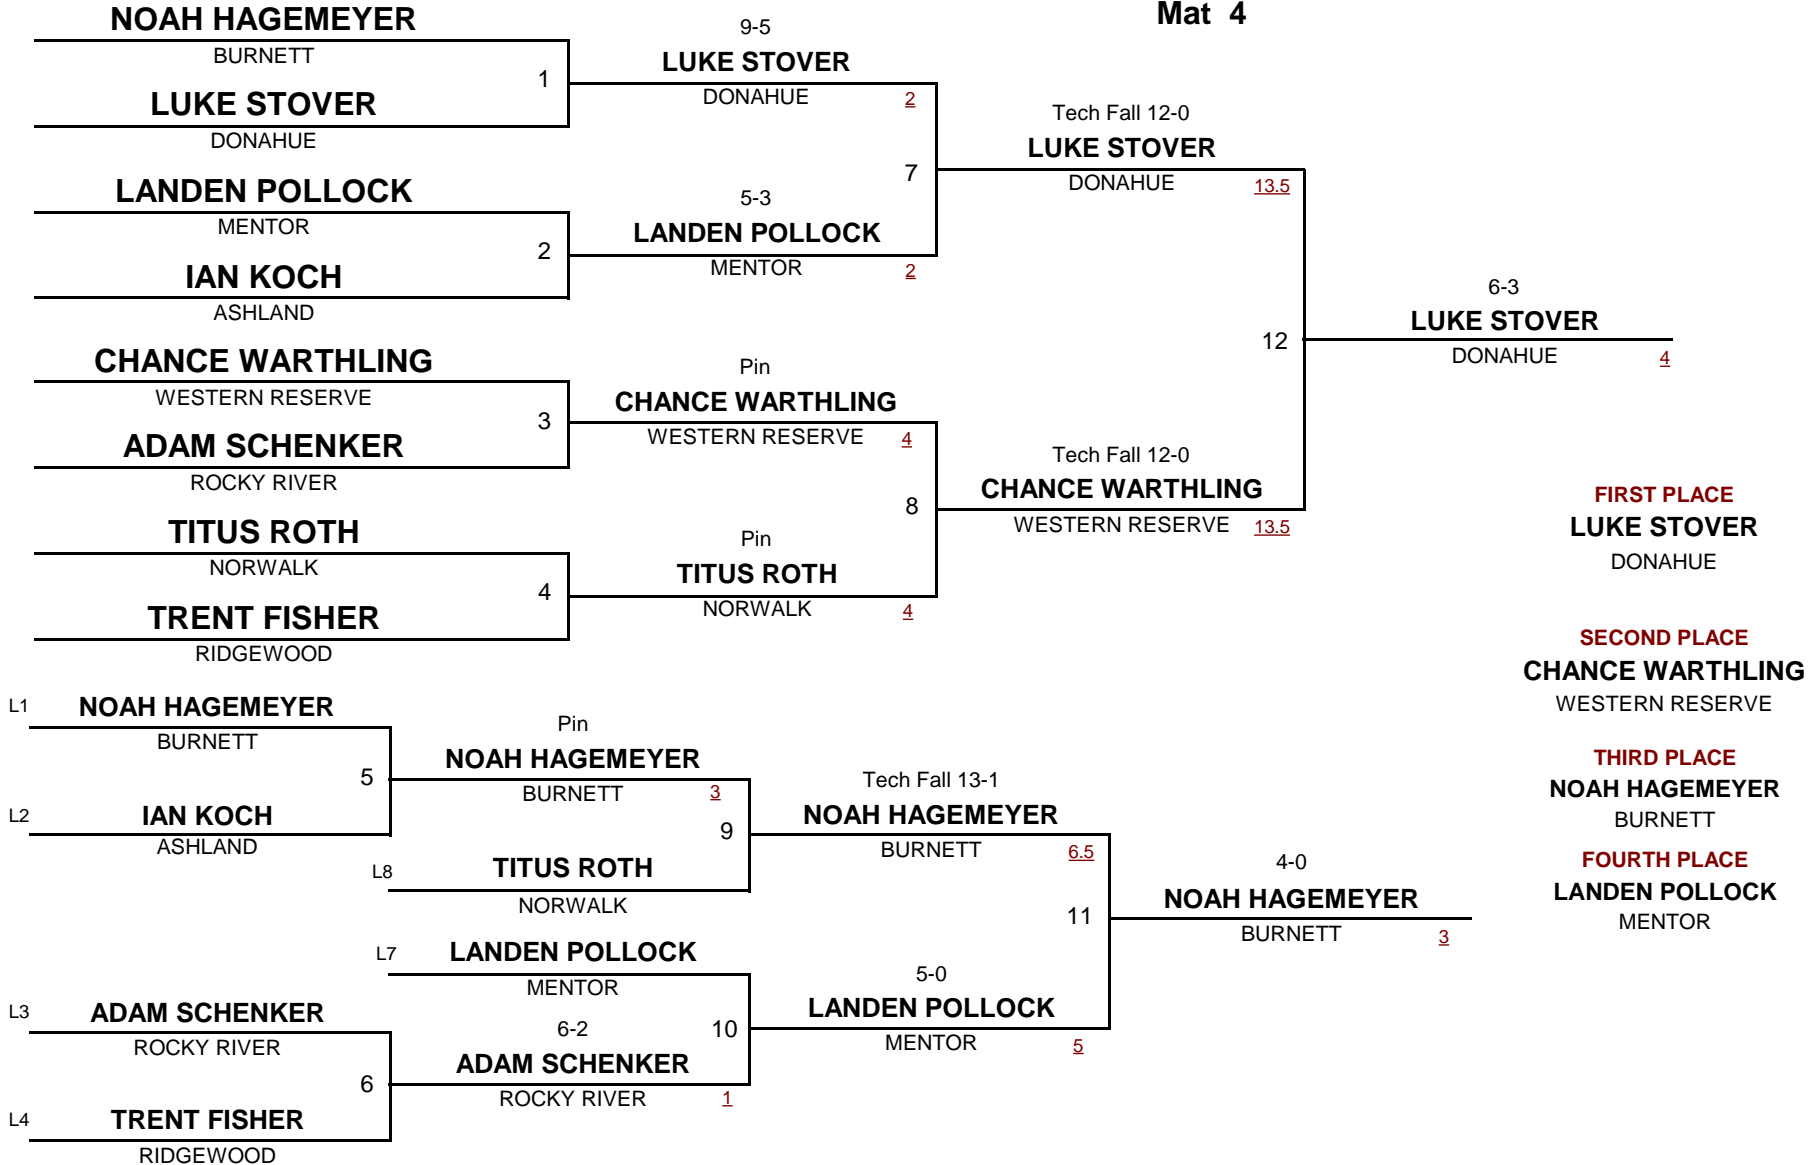 Mat 4
NOAH HAGEMEYER
BURNETT
1
LUKE STOVER
DONAHUE
LANDEN POLLOCK
MENTOR
2
IAN KOCH
ASHLAND
CHANCE WARTHLING
WESTERN RESERVE
3
ADAM SCHENKER
ROCKY RIVER
TITUS ROTH
NORWALK
4
TRENT FISHER
RIDGEWOOD
9-5
LUKE STOVER
DONAHUE 2
7
5-3
LANDEN POLLOCK
MENTOR 2
Pin
CHANCE WARTHLING
WESTERN RESERVE 4
8
Pin
TITUS ROTH
NORWALK 4
Tech Fall 12-0
LUKE STOVER
DONAHUE 13.5
12
Tech Fall 12-0
CHANCE WARTHLING
WESTERN RESERVE 13.5
6-3
LUKE STOVER
DONAHUE 4
FIRST PLACE
LUKE STOVER
DONAHUE
SECOND PLACE
CHANCE WARTHLING
WESTERN RESERVE
THIRD PLACE
NOAH HAGEMEYER
BURNETT
FOURTH PLACE
LANDEN POLLOCK
MENTOR
L1 NOAH HAGEMEYER
BURNETT
5
L2 IAN KOCH
ASHLAND
L3 ADAM SCHENKER
ROCKY RIVER
6
L4 TRENT FISHER
RIDGEWOOD
Pin
NOAH HAGEMEYER
BURNETT 3
9
L8 TITUS ROTH
NORWALK
L7 LANDEN POLLOCK
MENTOR
6-2 10
ADAM SCHENKER
ROCKY RIVER 1
Tech Fall 13-1
NOAH HAGEMEYER
BURNETT 6.5
11
5-0
LANDEN POLLOCK
MENTOR 5
4-0
NOAH HAGEMEYER
BURNETT 3